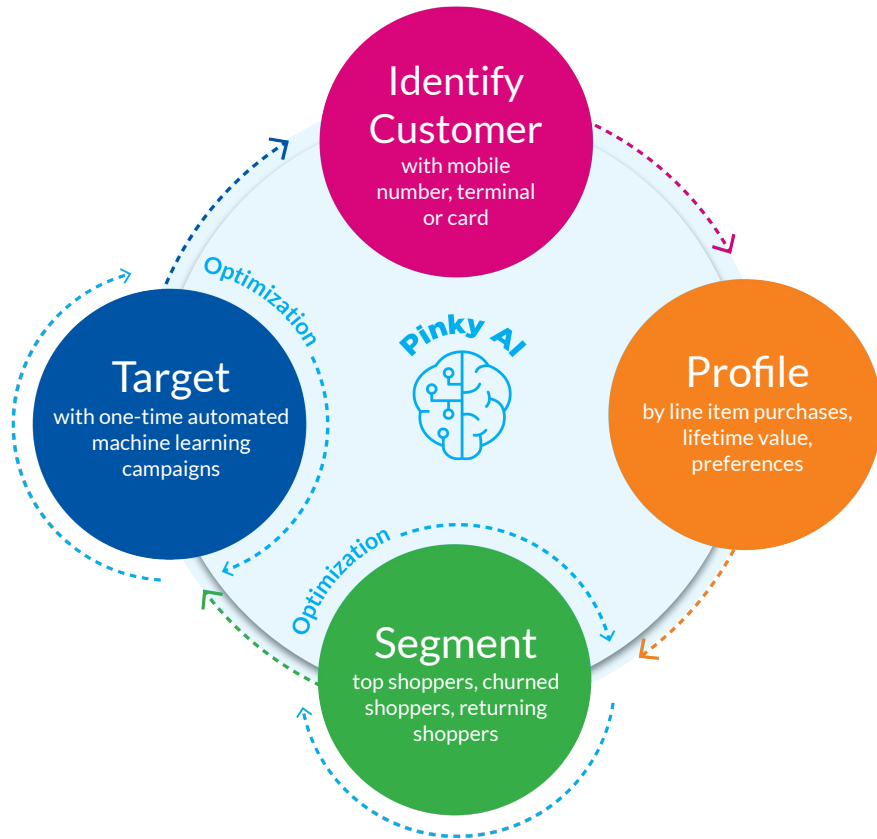 Identify
Customer
with mobile
number, terminal
or card
Optimization
Pinky AI
Target
with one-time automated
machine learning
campaigns
Profile
by line item purchases,
lifetime value,
preferences
Optimization
Segment
top shoppers, churned
shoppers, returning
shoppers